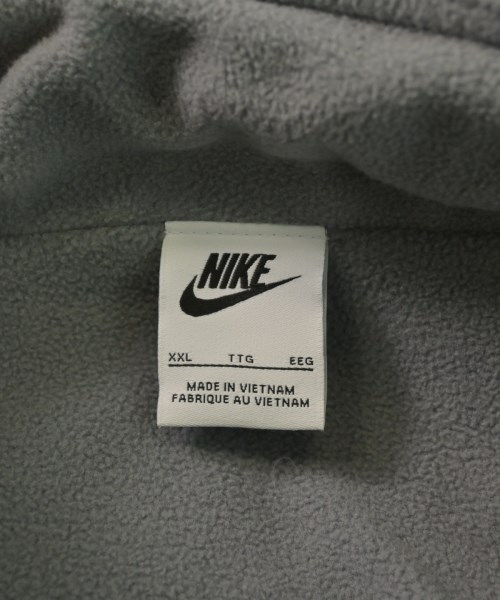 NIKE
XXL TTG EEG
MADE IN VIETNAM
FABRIQUE AU VIETNAM